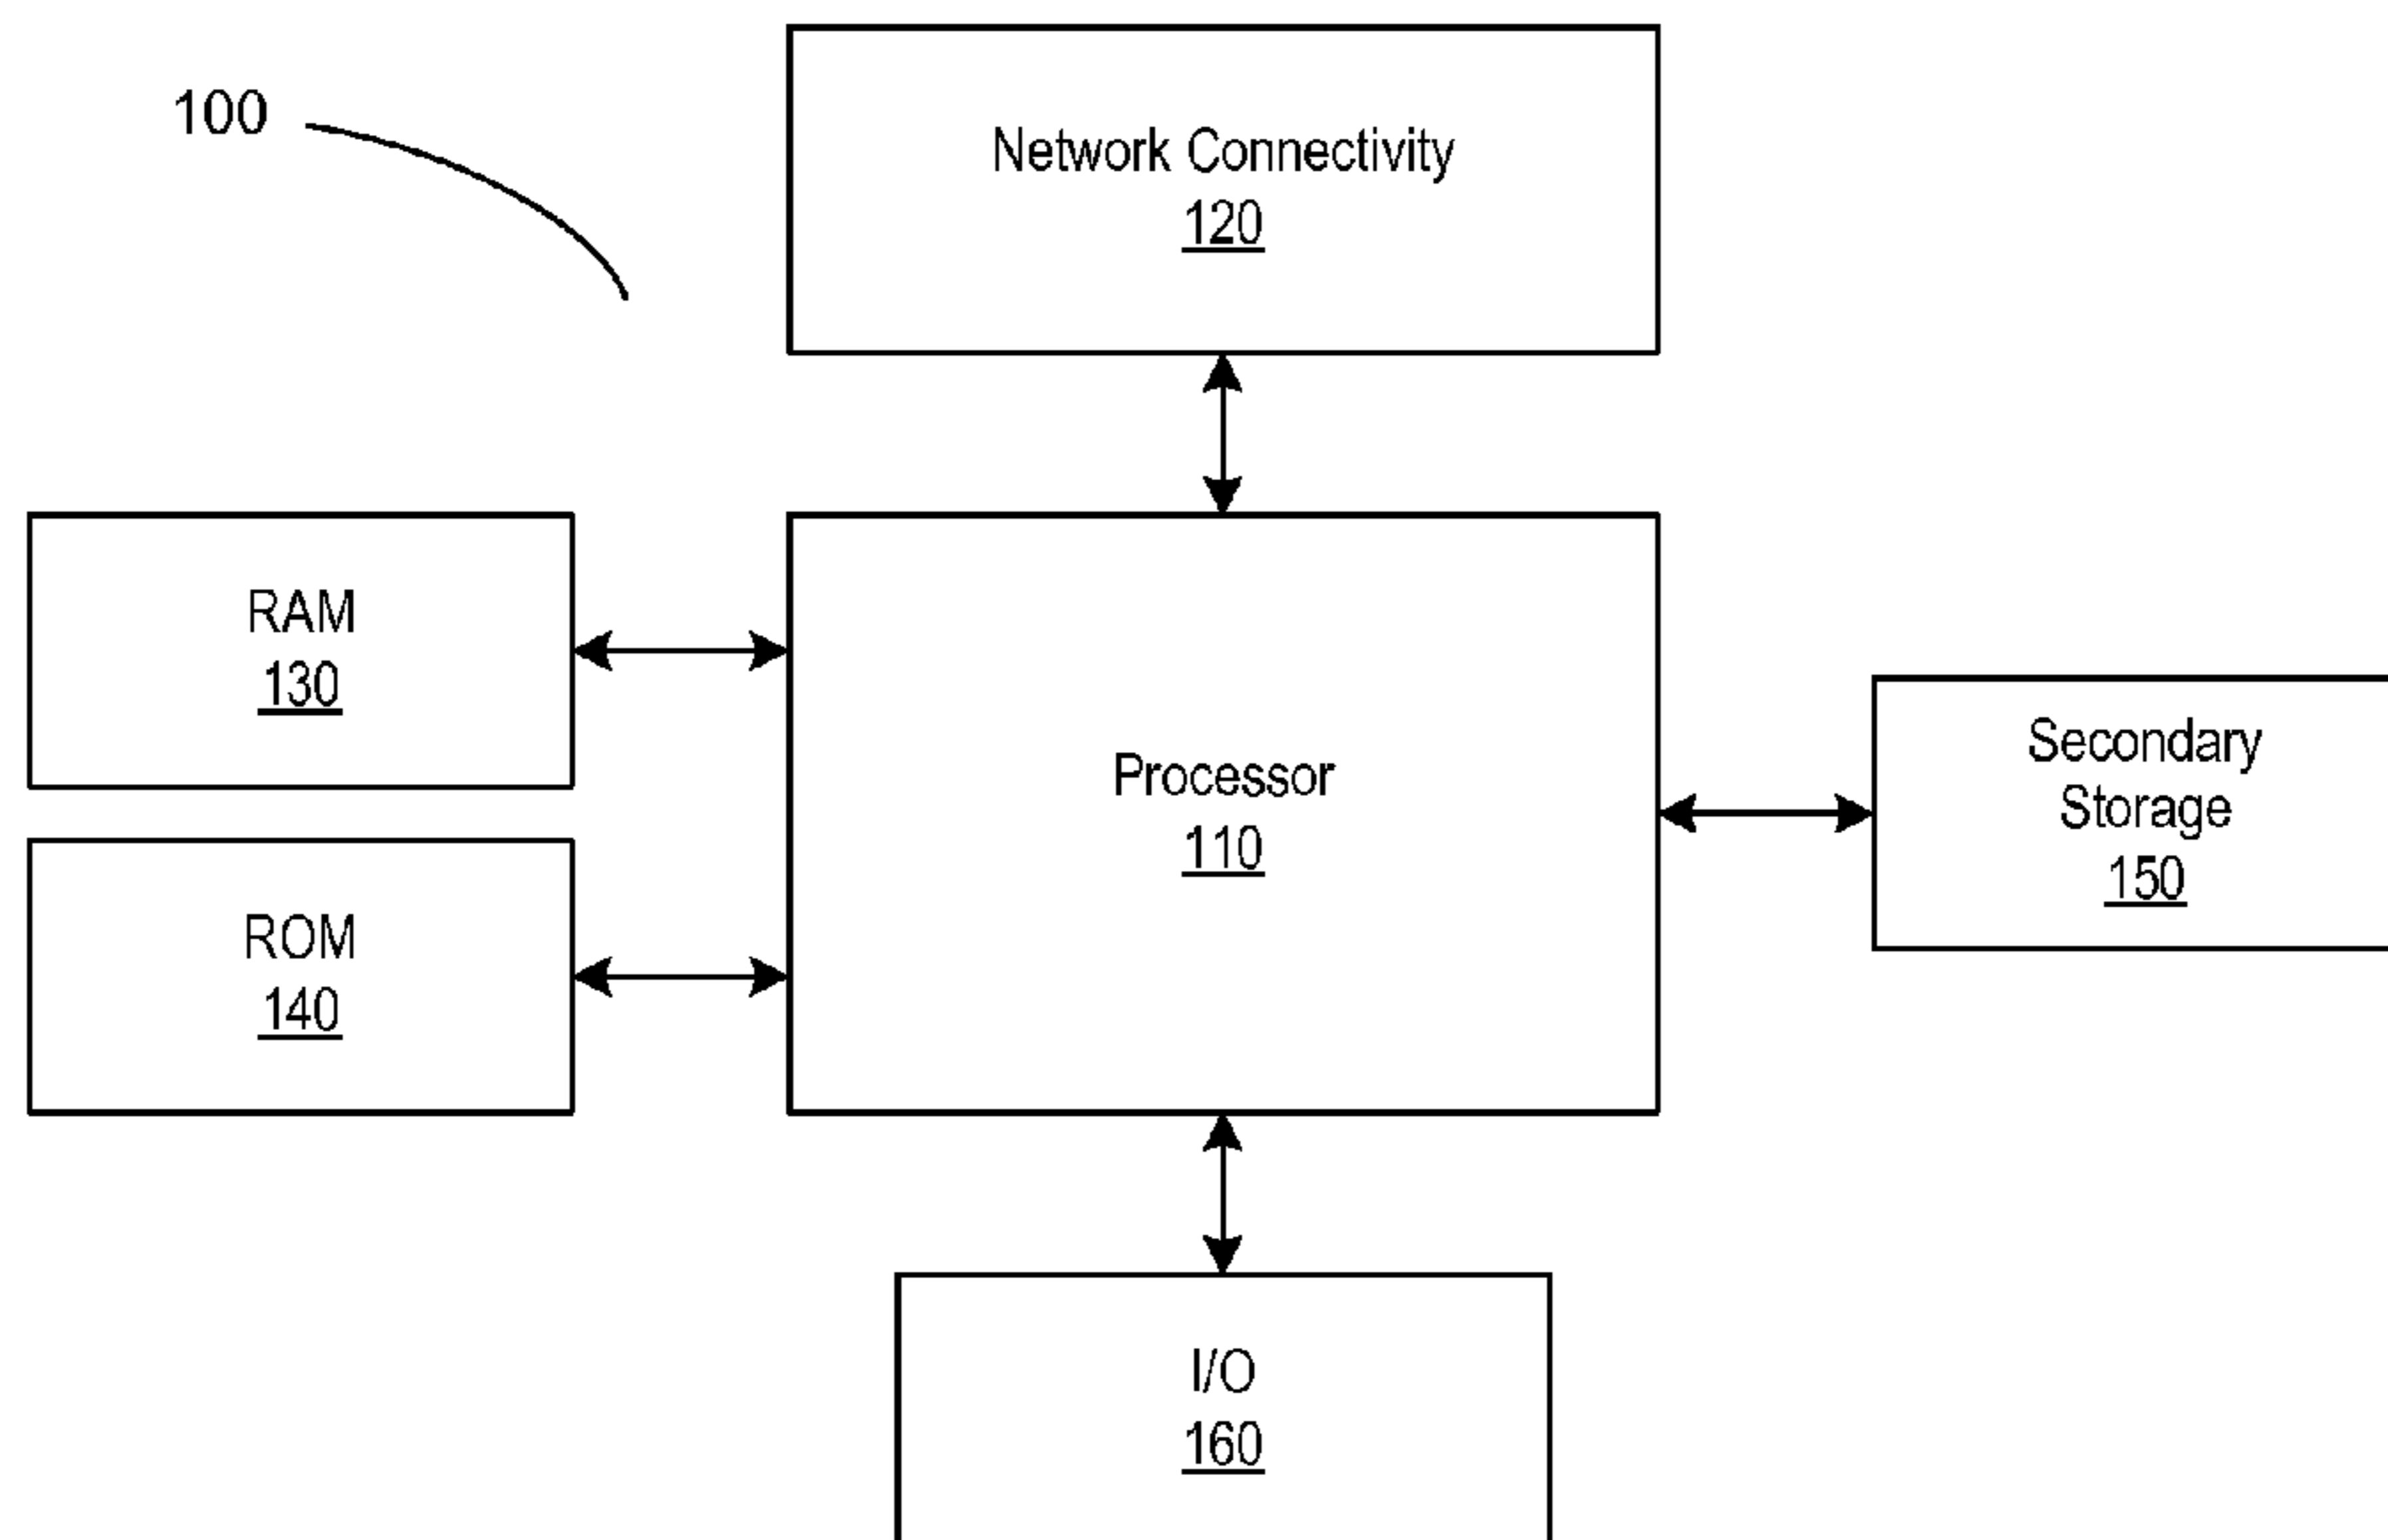 100
Network Connectivity
120
RAM
130
Processor
110
Secondary
Storage
150
ROM
140
I/O
160